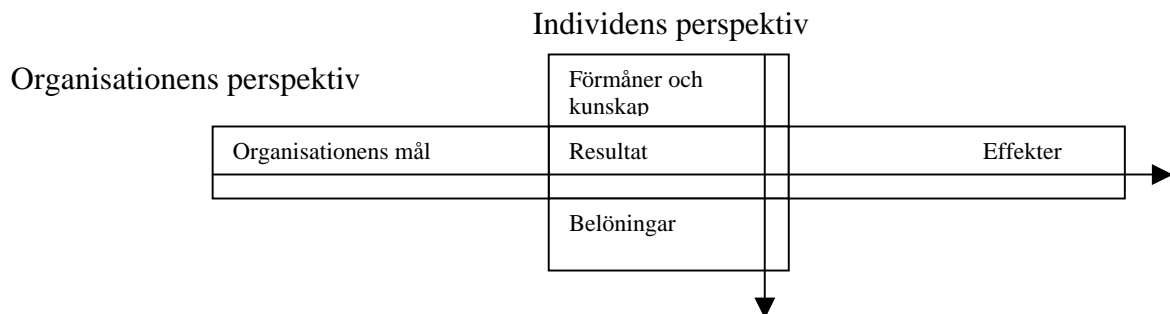 Individens perspektiv
Organisationens perspektiv
Förmåner och
kunskap
Organisationens mål
Resultat
Effekter
Belöningar